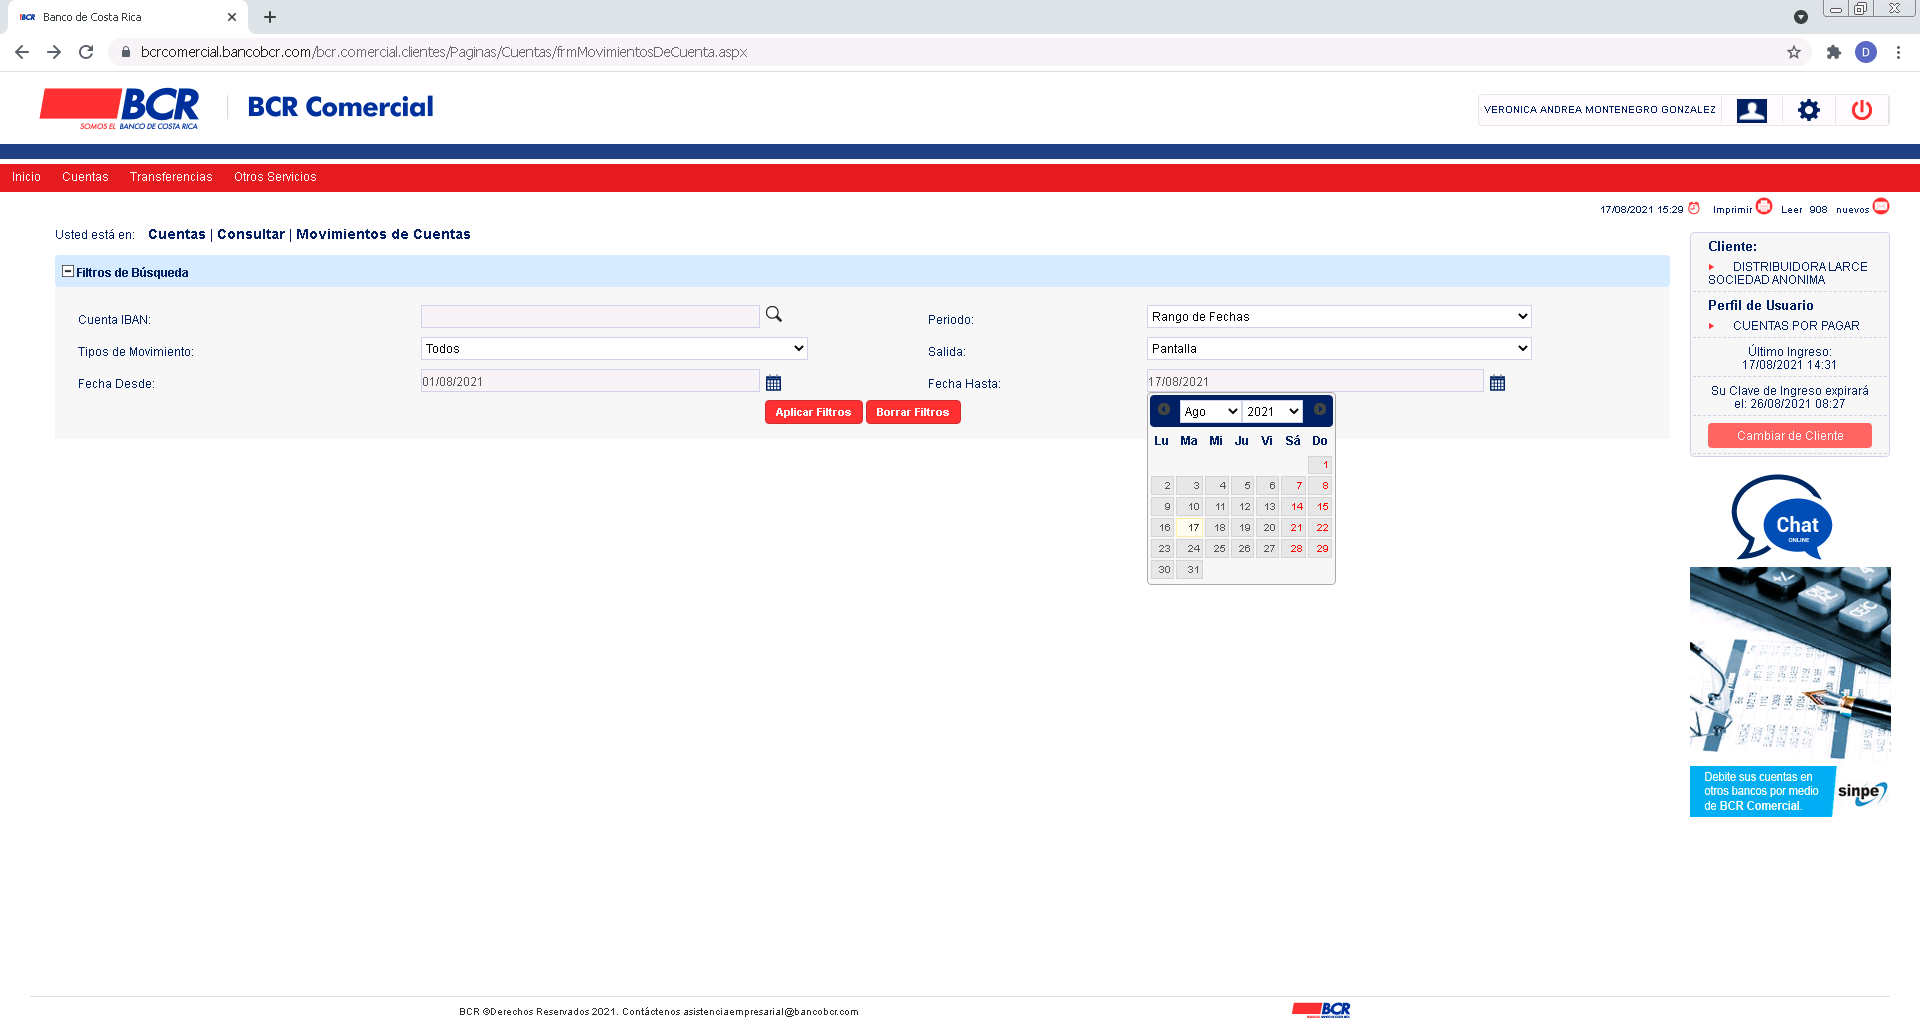 BCR Banco de Costa Rica
bcrcomercial.bancobcr.com/bcr.comercial.clientes/Paginas/Cuentas/frmMovimientosDeCuenta.aspx
D
BCR
SOMOS EL BANCO DE COSTA RICA
BCR Comercial
VERONICA ANDREA MONTENEGRO GONZALEZ
Inicio Cuentas Transferencias Otros Servicios
17/08/2021 15:29 Imprimir Leer 908 nuevos
Usted está en: Cuentas | Consultar | Movimientos de Cuentas
Filtros de Búsqueda
Cuenta IBAN: Periodo: Rango de Fechas
Tipos de Movimiento: Todos Salida: Pantalla
Fecha Desde: 01/08/2021 Fecha Hasta: 17/08/2021
Aplicar Filtros Borrar Filtros
Ago 2021
Lu Ma Mi Ju Vi Sá Do
1
2 3 4 5 6 7 8
9 10 11 12 13 14 15
16 17 18 19 20 21 22
23 24 25 26 27 28 29
30 31
Cliente:
DISTRIBUIDORA LARCE
SOCIEDAD ANONIMA
Perfil de Usuario
CUENTAS POR PAGAR
Último Ingreso:
17/08/2021 14:31
Su Clave de Ingreso expirará
el: 26/08/2021 08:27
Cambiar de Cliente
Chat
ONLINE
Debite sus cuentas en
otros bancos por medio
de BCR Comercial.
sinpe
BCR ©Derechos Reservados 2021. Contáctenos asistenciaempresarial@bancobcr.com
BCR